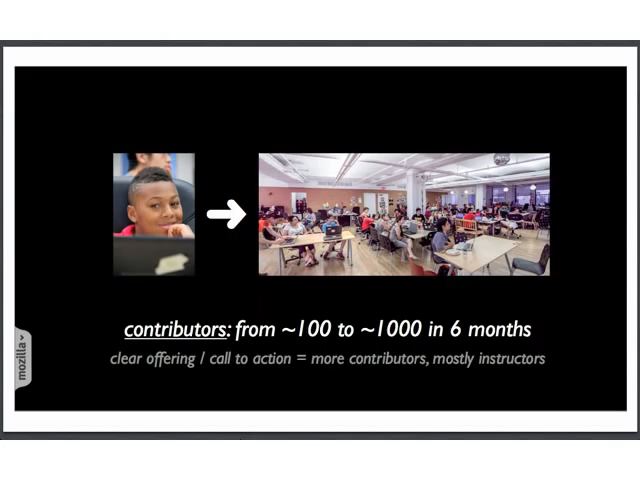 contributors: from ~100 to ~1000 in 6 months
clear offering / call to action = more contributors, mostly instructors
mozilla